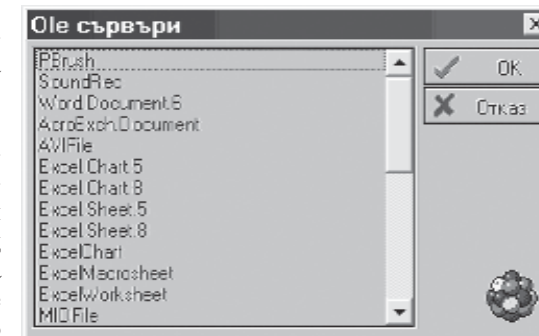 Ole сървъри
PBrush
SoundRec
Word.Document.6
AcroExch.Document
AVIFile
Excel.Chart.5
Excel.Chart.8
Excel.Sheet.5
Excel.Sheet.8
ExcelChart
ExcelMacrosheet
ExcelWorksheet
MIDFile
OK
Отказ